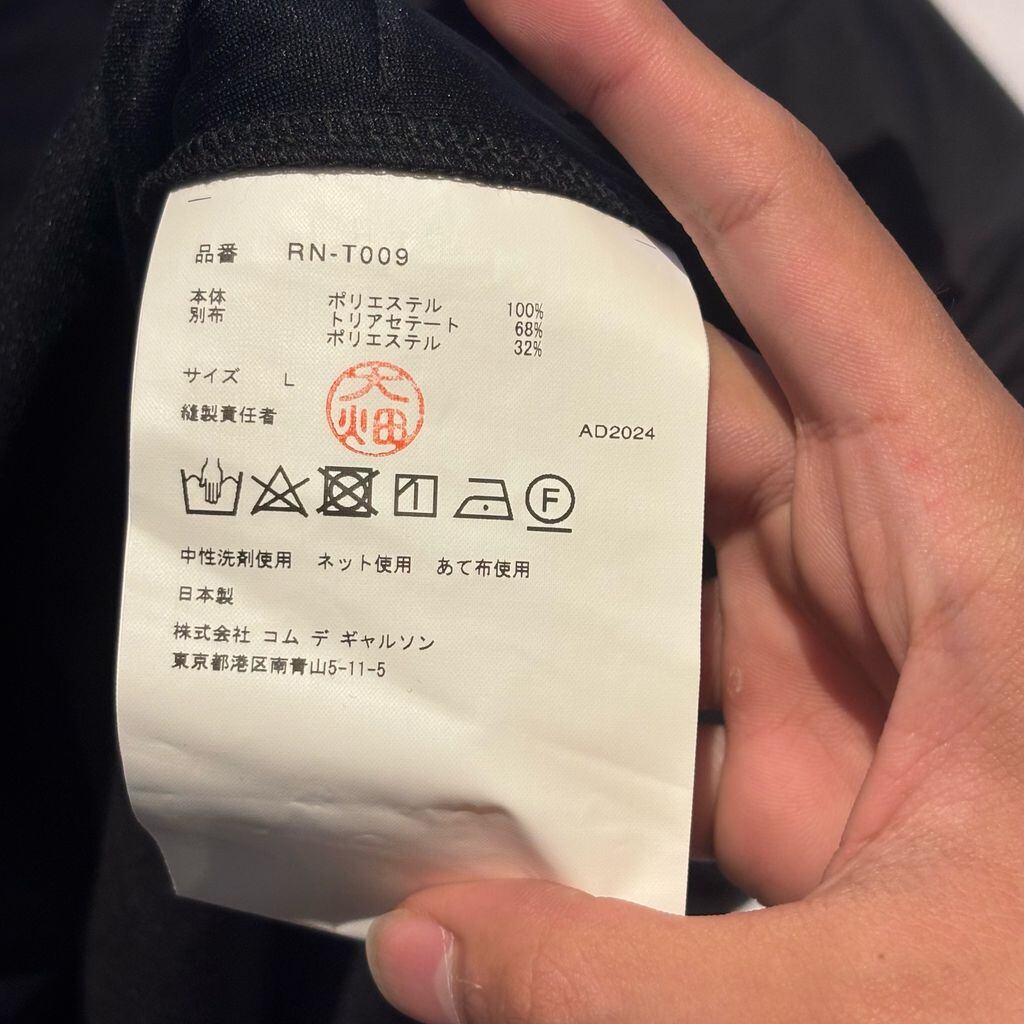 品番 RN-T009
本体 ポリエステル 100%
別布 トリアセテート 68%
ポリエステル 32%
サイズ L
縫製責任者 大畑
AD2024
F
中性洗剤使用 ネット使用 あて布使用
日本製
株式会社 コム デ ギャルソン
東京都港区南青山5-11-5